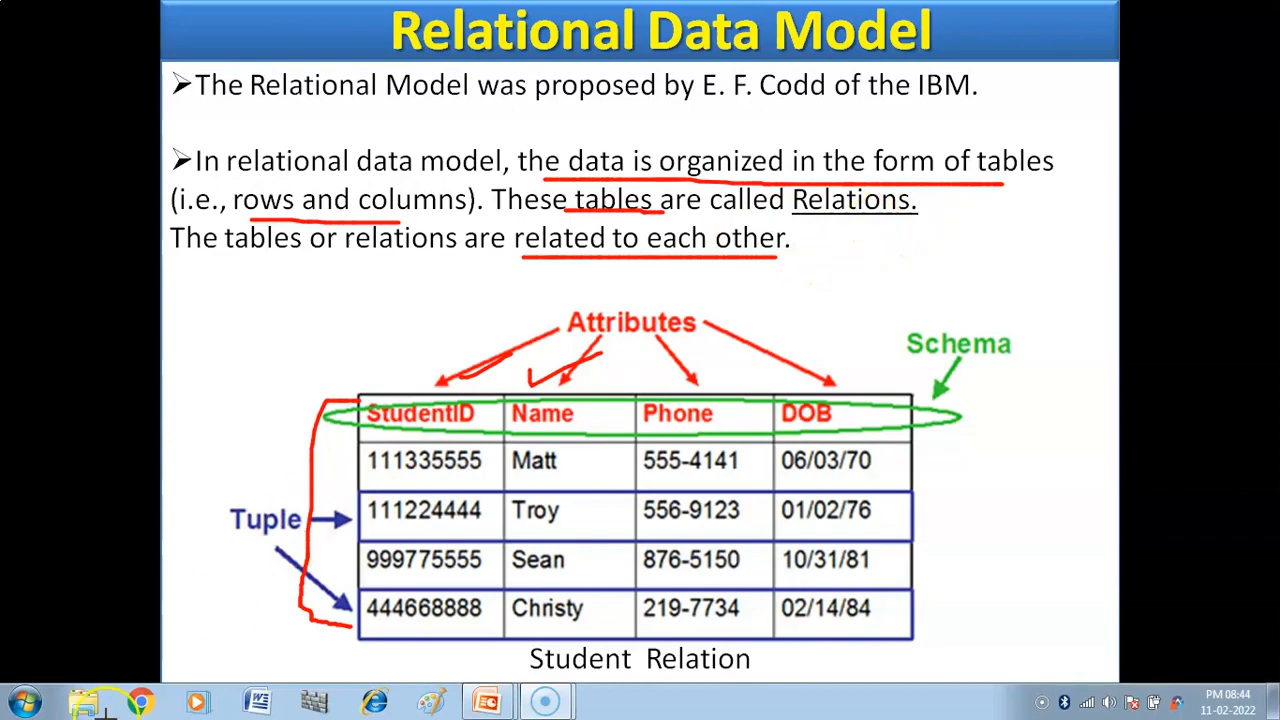 Relational Data Model
➤The Relational Model was proposed by E. F. Codd of the IBM.
➤In relational data model, the data is organized in the form of tables
(i.e., rows and columns). These tables are called Relations.
The tables or relations are related to each other.
Attributes
Schema
StudentID Name Phone DOB
111335555 Matt 555-4141 06/03/70
Tuple
111224444 Troy 556-9123 01/02/76
999775555 Sean 876-5150 10/31/81
444668888 Christy 219-7734 02/14/84
Student Relation
PM 08:44
11-02-2022